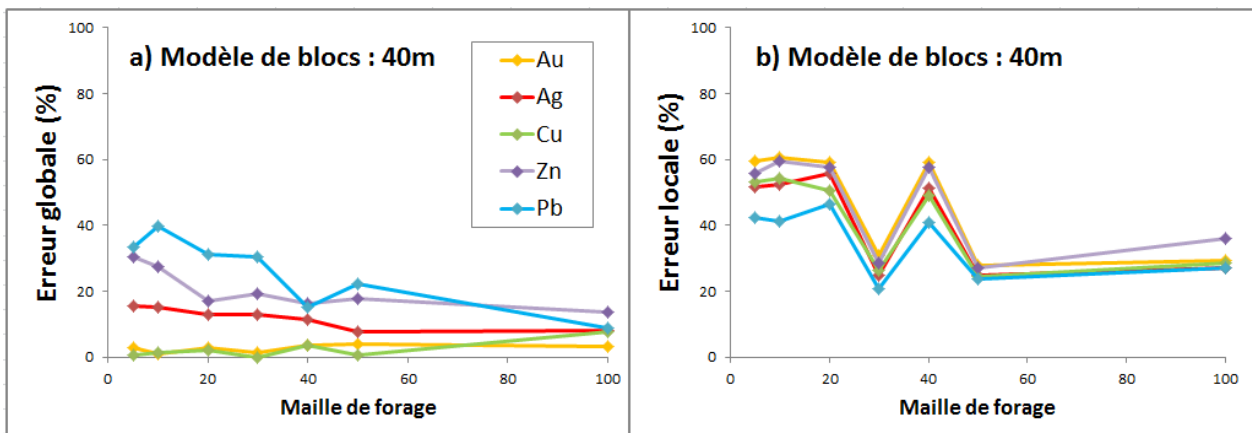 a) Modèle de blocs : 40m
Au
Ag
Cu
Zn
Pb
Erreur globale (%)
100
80
60
40
20
0
0 20 40 60 80 100
Maille de forage
b) Modèle de blocs : 40m
Erreur locale (%)
100
80
60
40
20
0
0 20 40 60 80 100
Maille de forage